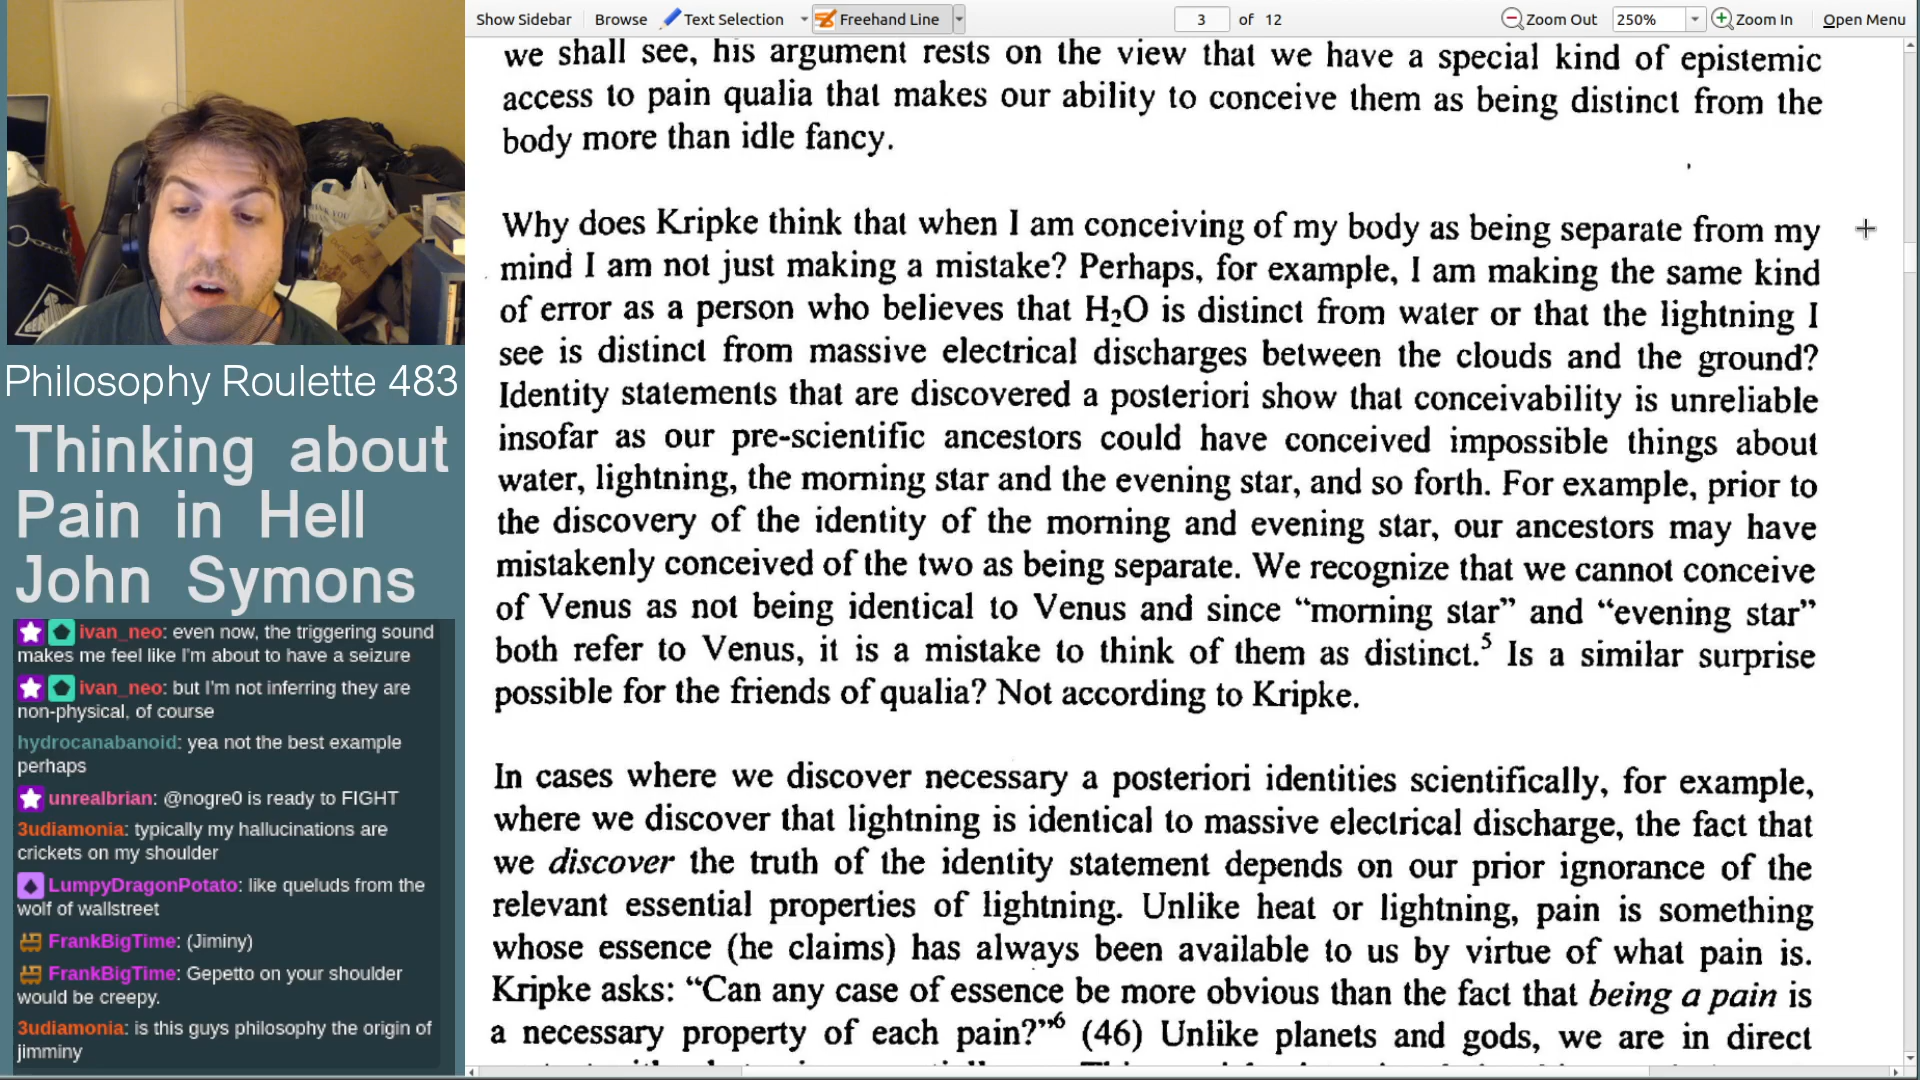 Show Sidebar Browse Text Selection Freehand Line 3 of 12 Zoom Out 250% Zoom In Open Menu
we shall see, his argument rests on the view that we have a special kind of epistemic
access to pain qualia that makes our ability to conceive them as being distinct from the
body more than idle fancy.
Why does Kripke think that when I am conceiving of my body as being separate from my
mind I am not just making a mistake? Perhaps, for example, I am making the same kind
of error as a person who believes that H₂O is distinct from water or that the lightning I
see is distinct from massive electrical discharges between the clouds and the ground?
Identity statements that are discovered a posteriori show that conceivability is unreliable
insofar as our pre-scientific ancestors could have conceived impossible things about
water, lightning, the morning star and the evening star, and so forth. For example, prior to
the discovery of the identity of the morning and evening star, our ancestors may have
mistakenly conceived of the two as being separate. We recognize that we cannot conceive
of Venus as not being identical to Venus and since “morning star” and “evening star”
both refer to Venus, it is a mistake to think of them as distinct.⁵ Is a similar surprise
possible for the friends of qualia? Not according to Kripke.
In cases where we discover necessary a posteriori identities scientifically, for example,
where we discover that lightning is identical to massive electrical discharge, the fact that
we discover the truth of the identity statement depends on our prior ignorance of the
relevant essential properties of lightning. Unlike heat or lightning, pain is something
whose essence (he claims) has always been available to us by virtue of what pain is.
Kripke asks: “Can any case of essence be more obvious than the fact that being a pain is
a necessary property of each pain?”⁶ (46) Unlike planets and gods, we are in direct
Philosophy Roulette 483
Thinking about
Pain in Hell
John Symons
ivan_neo: even now, the triggering sound
makes me feel like I'm about to have a seizure
ivan_neo: but I'm not inferring they are
non-physical, of course
hydrocanabanoid: yea not the best example
perhaps
unrealbrian: @nogre0 is ready to FIGHT
3udiamonia: typically my hallucinations are
crickets on my shoulder
LumpyDragonPotato: like queluds from the
wolf of wallstreet
FrankBigTime: (Jiminy)
FrankBigTime: Gepetto on your shoulder
would be creepy.
3udiamonia: is this guys philosophy the origin of
jimminy